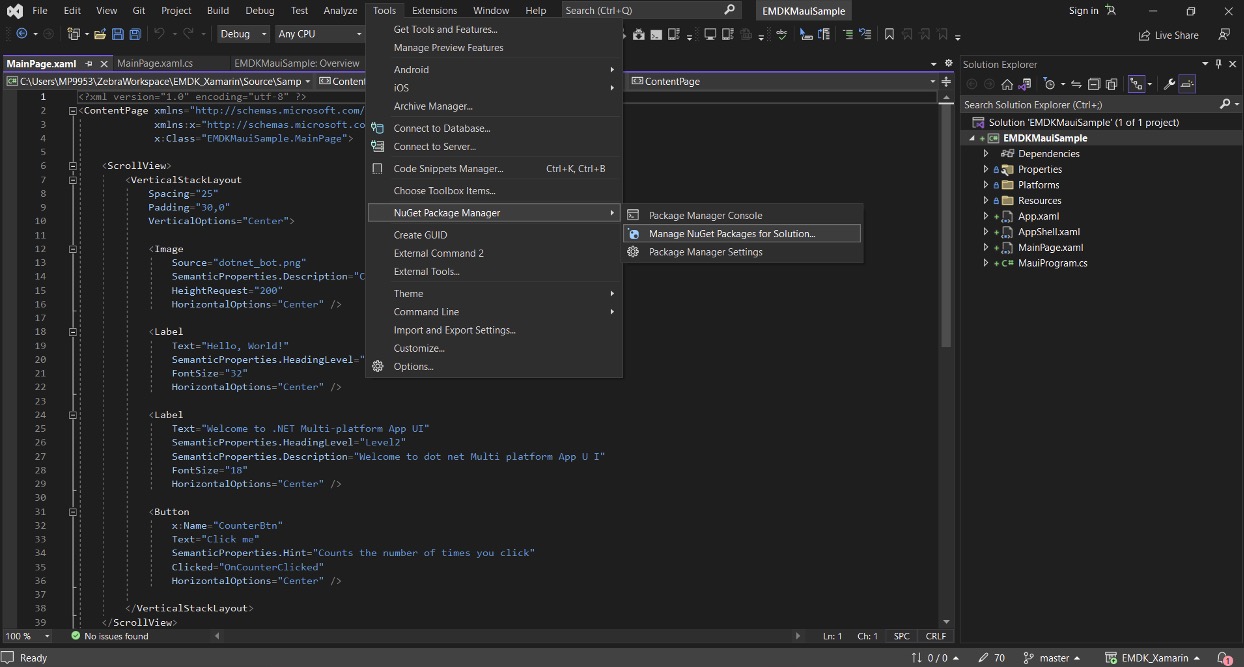 File Edit View Git Project Build Debug Test Analyze Tools Extensions Window Help Search (Ctrl+Q) EMDKMauiSample Sign in
Debug Any CPU Live Share
MainPage.xaml MainPage.xaml.cs EMDKMauiSample: Overview
C:\Users\MP9953\ZebraWorkspace\EMDK_Xamarin\Source\Samp Conten ContentPage
1 <?xml version="1.0" encoding="utf-8" ?>
2 <ContentPage xmlns="http://schemas.microsoft.com/
3 xmlns:x="http://schemas.microsoft.co
4 x:Class="EMDKMauiSample.MainPage">
5
6 <ScrollView>
7 <VerticalStackLayout
8 Spacing="25"
9 Padding="30,0"
10 VerticalOptions="Center">
11
12 <Image
13 Source="dotnet_bot.png"
14 SemanticProperties.Description="C
15 HeightRequest="200"
16 HorizontalOptions="Center" />
17
18 <Label
19 Text="Hello, World!"
20 SemanticProperties.HeadingLevel="
21 FontSize="32"
22 HorizontalOptions="Center" />
23
24 <Label
25 Text="Welcome to .NET Multi-platform App UI"
26 SemanticProperties.HeadingLevel="Level2"
27 SemanticProperties.Description="Welcome to dot net Multi platform App U I"
28 FontSize="18"
29 HorizontalOptions="Center" />
30
31 <Button
32 x:Name="CounterBtn"
33 Text="Click me"
34 SemanticProperties.Hint="Counts the number of times you click"
35 Clicked="OnCounterClicked"
36 HorizontalOptions="Center" />
37
38 </VerticalStackLayout>
39 </ScrollView>
Get Tools and Features...
Manage Preview Features
Android
iOS
Archive Manager...
Connect to Database...
Connect to Server...
Code Snippets Manager... Ctrl+K, Ctrl+B
Choose Toolbox Items...
NuGet Package Manager
Create GUID
External Command 2
External Tools...
Theme
Command Line
Import and Export Settings...
Customize...
Options...
Package Manager Console
Manage NuGet Packages for Solution...
Package Manager Settings
Solution Explorer
Search Solution Explorer (Ctrl+;)
Solution 'EMDKMauiSample' (1 of 1 project)
EMDKMauiSample
Dependencies
Properties
Platforms
Resources
App.xaml
AppShell.xaml
MainPage.xaml
C# MauiProgram.cs
100 % No issues found Ln: 1 Ch: 1 SPC CRLF
Ready 0 / 0 70 master EMDK_Xamarin 1